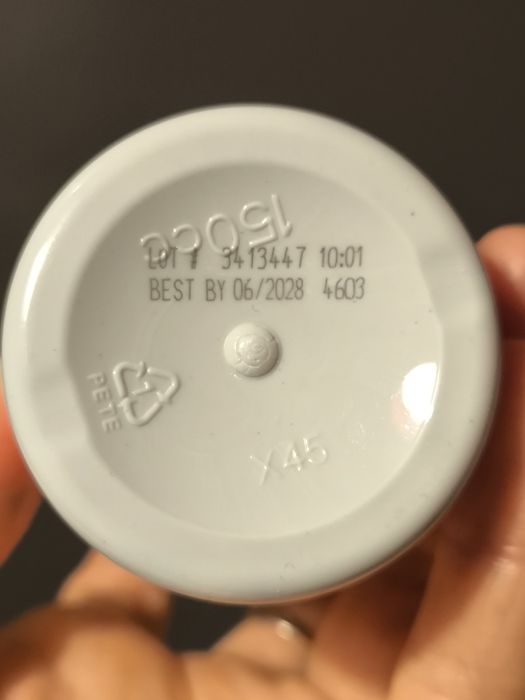 150cc
LOT # 3413447 10:01
BEST BY 06/2028 4603
PETE
X45